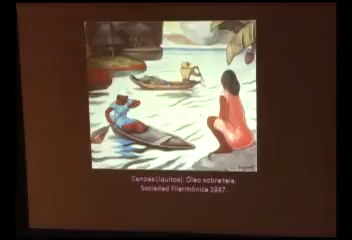 Canoas (Iquitos). Óleo sobre tela.
Sociedad Filarmónica 1937.